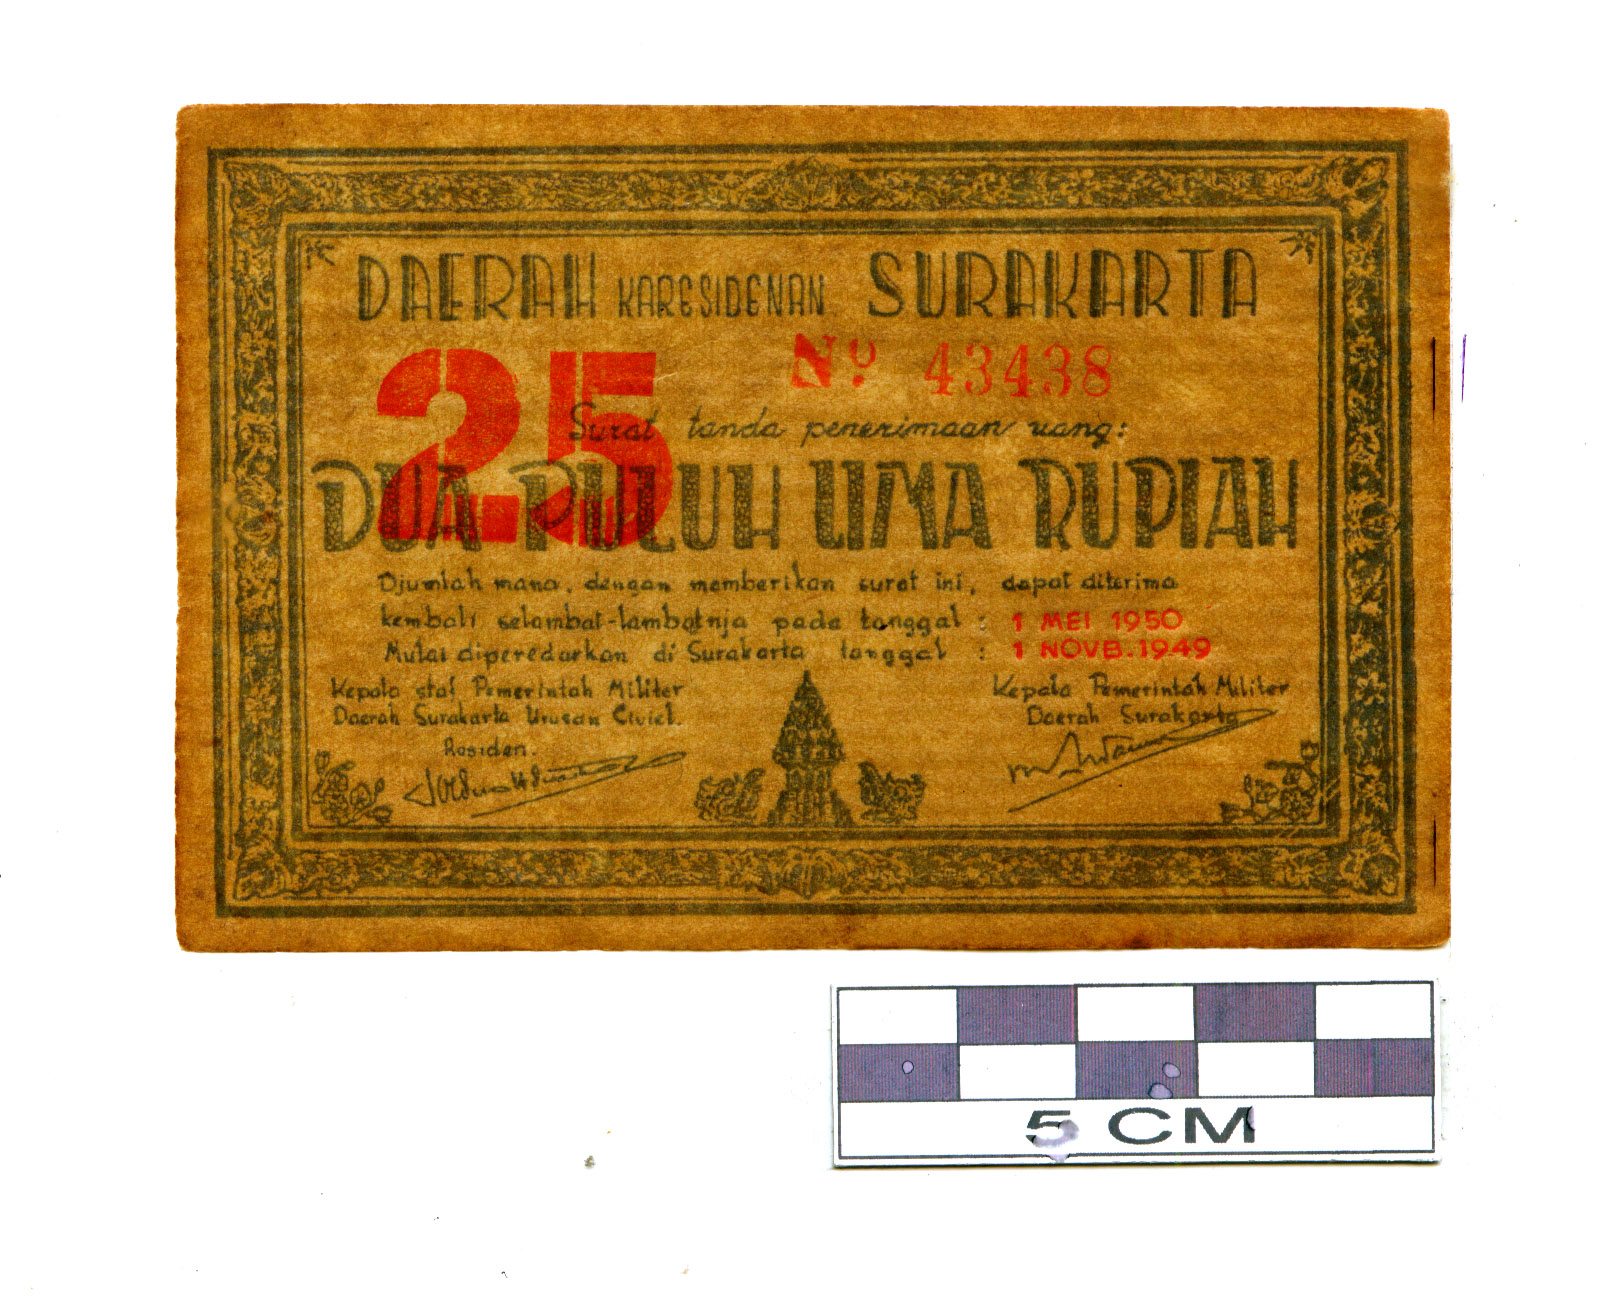 DAERAH KARESIDENAN SURAKARTA
25
No 43438
Surat tanda penerimaan uang:
DUA PULUH LIMA RUPIAH
Djumlah mana, dengan memberikan surat ini, dapat diterima
kembali selambat-lambatnja pada tanggal : 1 MEI 1950
Mulai diperedarkan di Surakarta tanggal : 1 NOVB. 1949
Kepala staf Pemerintah Militer
Daerah Surakarta Urusan Civiel.
Residen.
Kepala Pemerintah Militer
Daerah Surakarta
5 CM